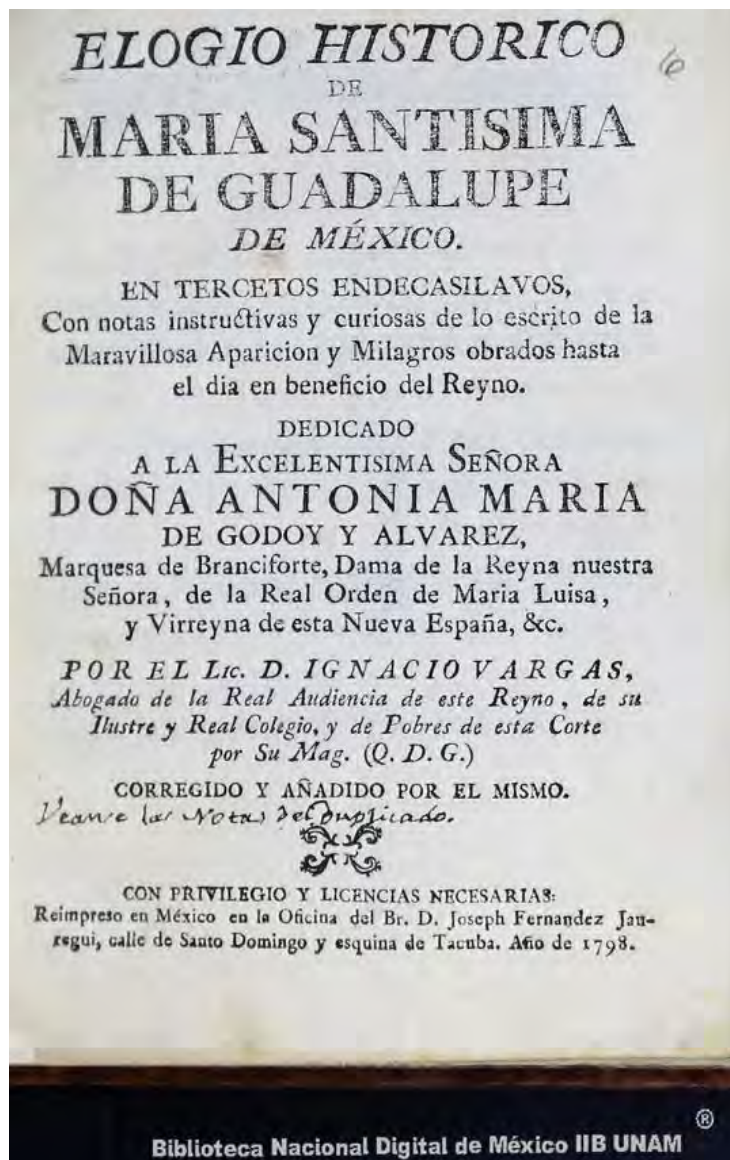 ELOGIO HISTORICO
6
DE
MARIA SANTISIMA
DE GUADALUPE
DE MÉXICO.
EN TERCETOS ENDECASILAVOS,
Con notas instructivas y curiosas de lo escrito de la
Maravillosa Aparicion y Milagros obrados hasta
el dia en beneficio del Reyno.
DEDICADO
A LA EXCELENTISIMA SEÑORA
DOÑA ANTONIA MARIA
DE GODOY Y ALVAREZ,
Marquesa de Branciforte, Dama de la Reyna nuestra
Señora, de la Real Orden de Maria Luisa,
y Virreyna de esta Nueva España, &c.
POR EL Lic. D. IGNACIO VARGAS,
Abogado de la Real Audiencia de este Reyno, de su
Ilustre y Real Colegio, y de Pobres de esta Corte
por Su Mag. (Q. D. G.)
CORREGIDO Y AÑADIDO POR EL MISMO.
Veanse las Notas del Duplicado.
CON PRIVILEGIO Y LICENCIAS NECESARIAS:
Reimpreso en México en la Oficina del Br. D. Joseph Fernandez Jau-
regui, calle de Santo Domingo y esquina de Tacuba. Año de 1798.
Biblioteca Nacional Digital de México IIB UNAM ®